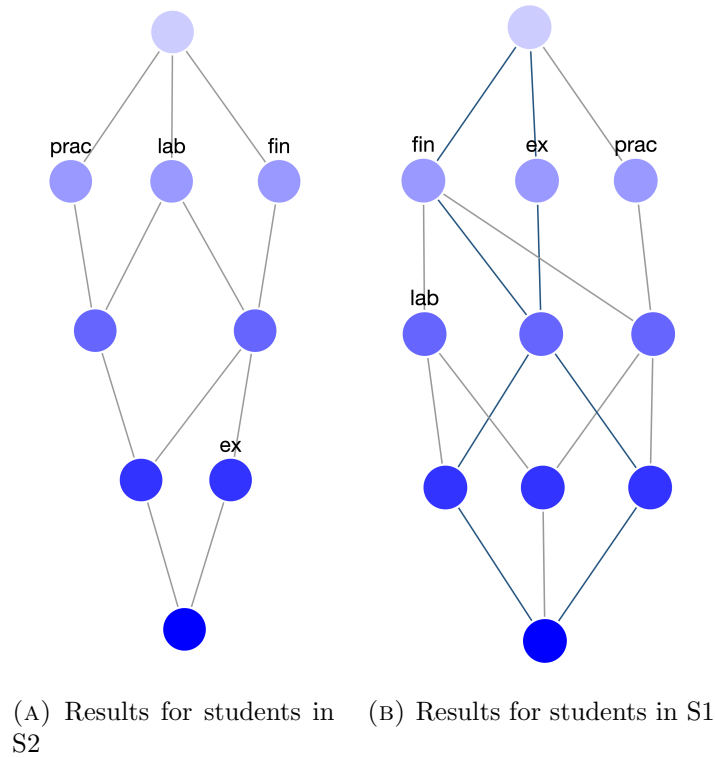 prac lab fin
ex
fin ex prac
lab
(A) Results for students in
S2
(B) Results for students in S1